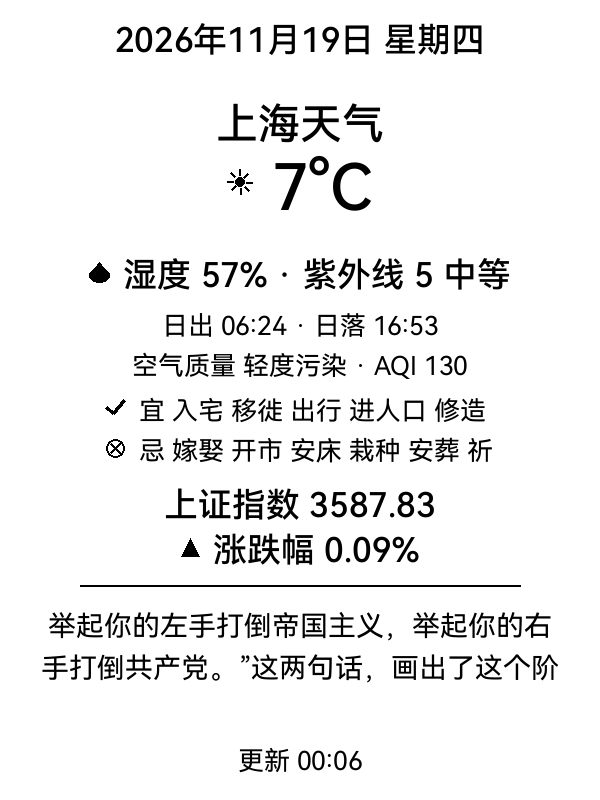 2026年11月19日 星期四
上海天气
7°C
湿度 57% · 紫外线 5 中等
日出 06:24 · 日落 16:53
空气质量 轻度污染 · AQI 130
宜 入宅 移徙 出行 进人口 修造
忌 嫁娶 开市 安床 栽种 安葬 祈
上证指数 3587.83
▲ 涨跌幅 0.09%
举起你的左手打倒帝国主义，举起你的右
手打倒共产党。”这两句话，画出了这个阶
更新 00:06